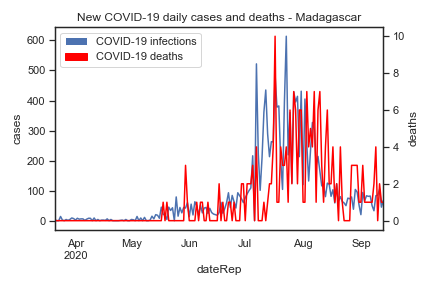 New COVID-19 daily cases and deaths - Madagascar
COVID-19 infections
COVID-19 deaths
600
500
400
300
200
100
0
cases
10
8
6
4
2
0
deaths
Apr
2020
May
Jun
Jul
Aug
Sep
dateRep